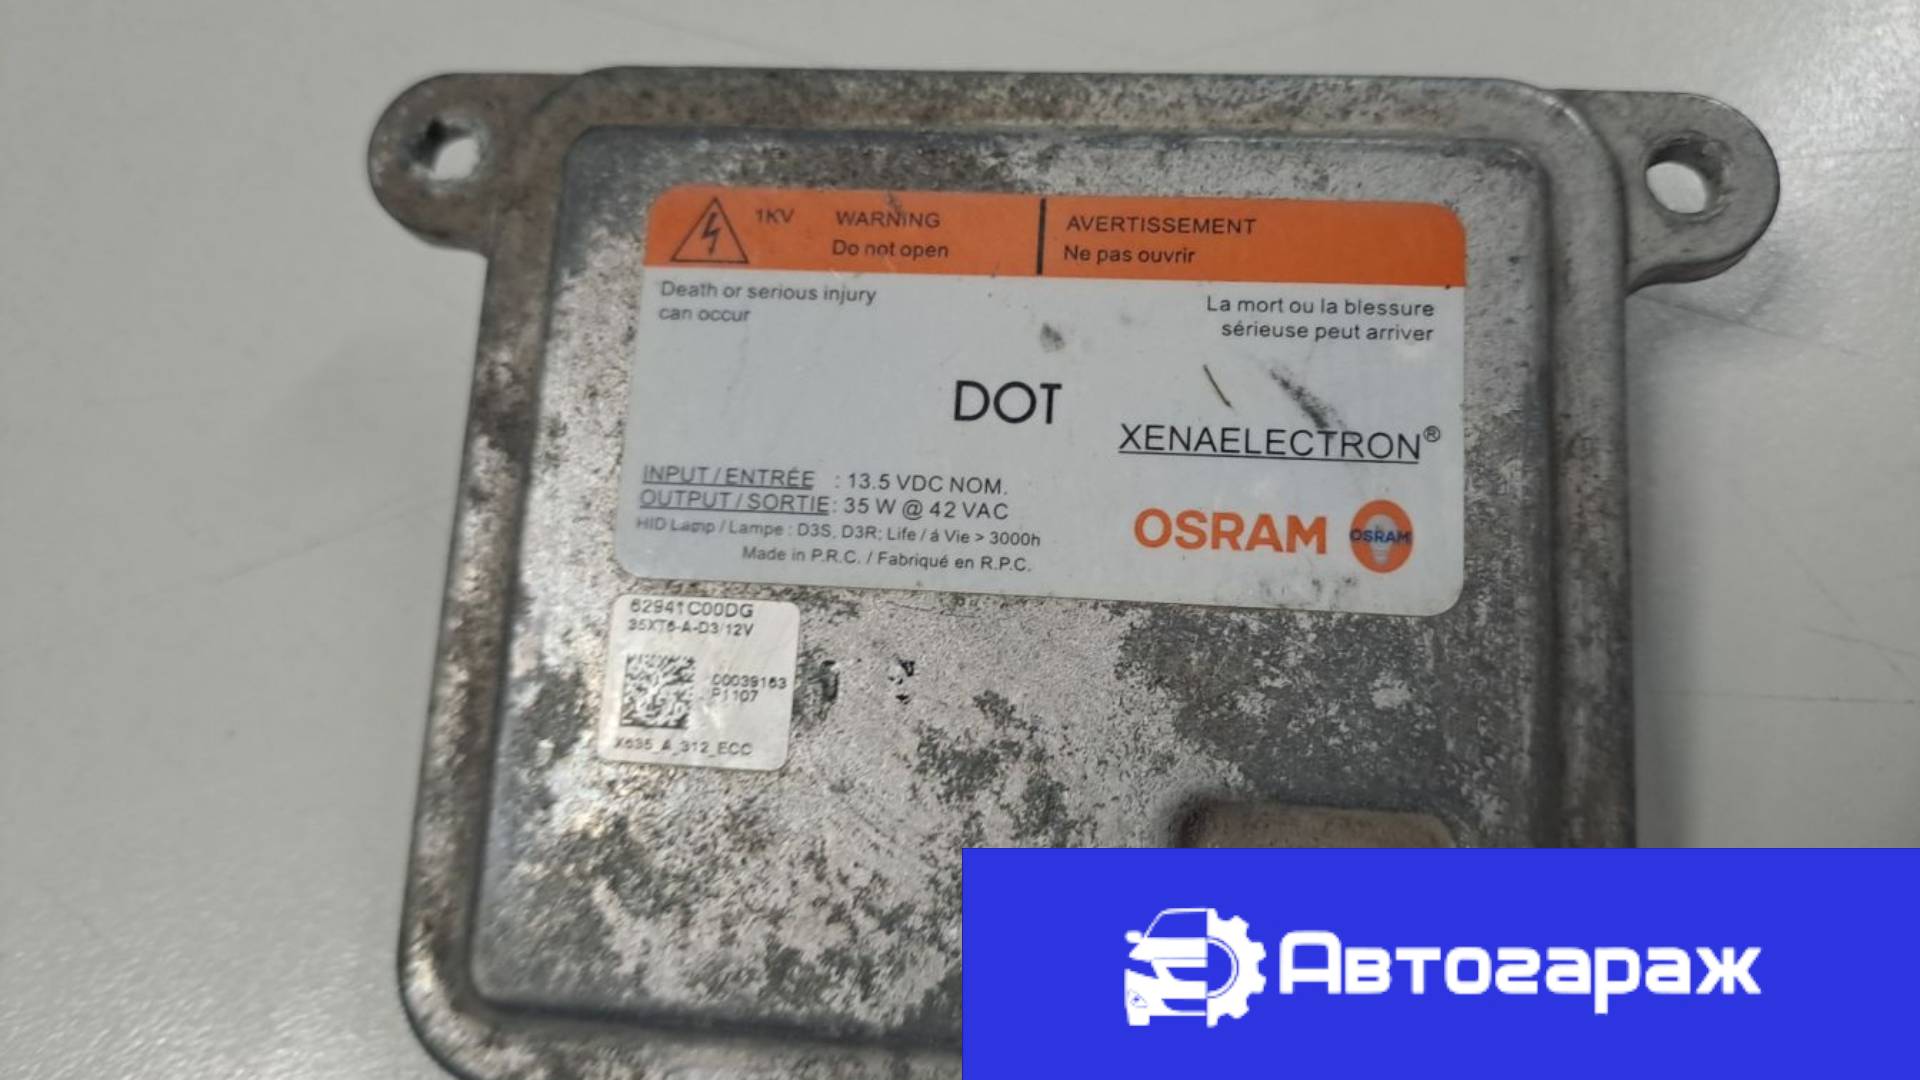 1KV WARNING AVERTISSEMENT
Do not open Ne pas ouvrir
Death or serious injury
can occur
La mort ou la blessure
sérieuse peut arriver
DOT
XENAELECTRON®
INPUT / ENTRÉE : 13.5 VDC NOM.
OUTPUT / SORTIE : 35 W @ 42 VAC
HID Lamp / Lampe : D3S, D3R; Life / á Vie > 3000h
Made in P.R.C. / Fabriqué en R.P.C.
OSRAM OSRAM
62941C00DG
35XT6-A-D3/12V
00039163
P1107
X635_A_312_ECC
Автогараж